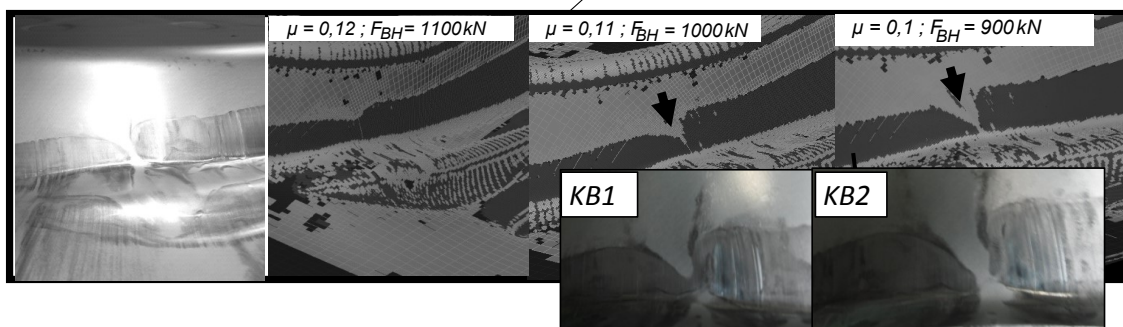 μ = 0,12 ; FBH = 1100kN
μ = 0,11 ; FBH = 1000kN
μ = 0,1 ; FBH = 900kN
KB1
KB2